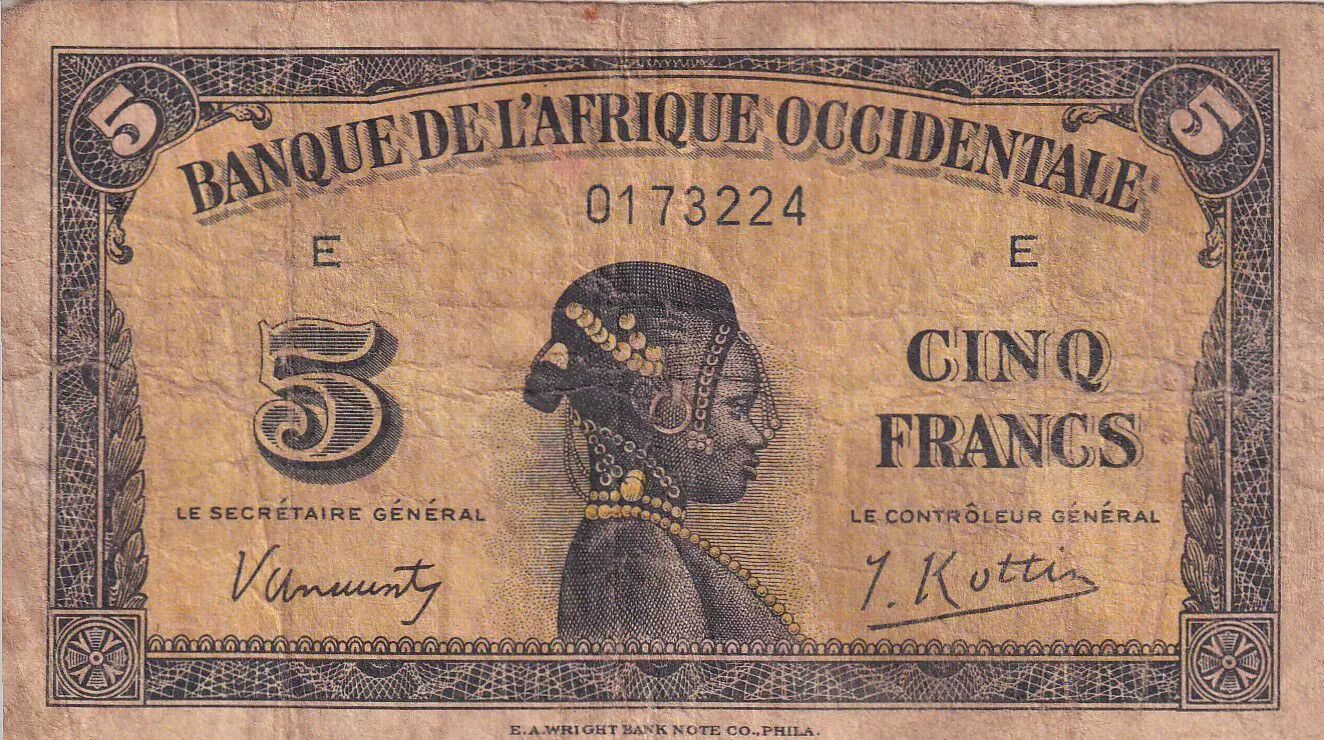 5 5
BANQUE DE L'AFRIQUE OCCIDENTALE
0173224
E E
5
CINQ
FRANCS
LE SECRÉTAIRE GÉNÉRAL LE CONTRÔLEUR GÉNÉRAL
E.A.WRIGHT BANK NOTE CO., PHILA.